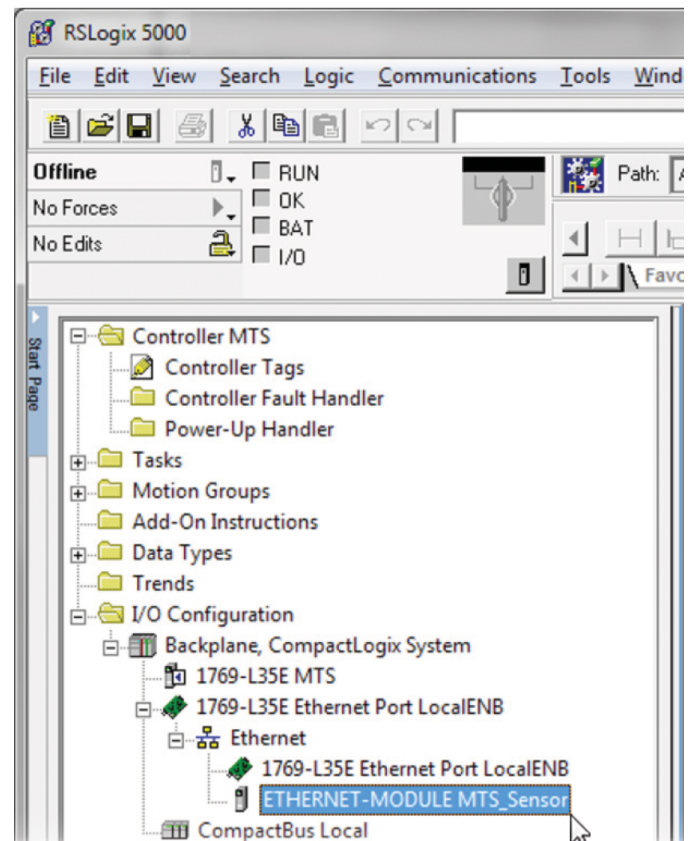 RSLogix 5000
File Edit View Search Logic Communications Tools Wind
Offline
RUN
Path: A
No Forces
OK
BAT
No Edits
I/O
Favo
Start Page
Controller MTS
Controller Tags
Controller Fault Handler
Power-Up Handler
Tasks
Motion Groups
Add-On Instructions
Data Types
Trends
I/O Configuration
Backplane, CompactLogix System
1769-L35E MTS
1769-L35E Ethernet Port LocalENB
Ethernet
1769-L35E Ethernet Port LocalENB
ETHERNET-MODULE MTS_Sensor
CompactBus Local